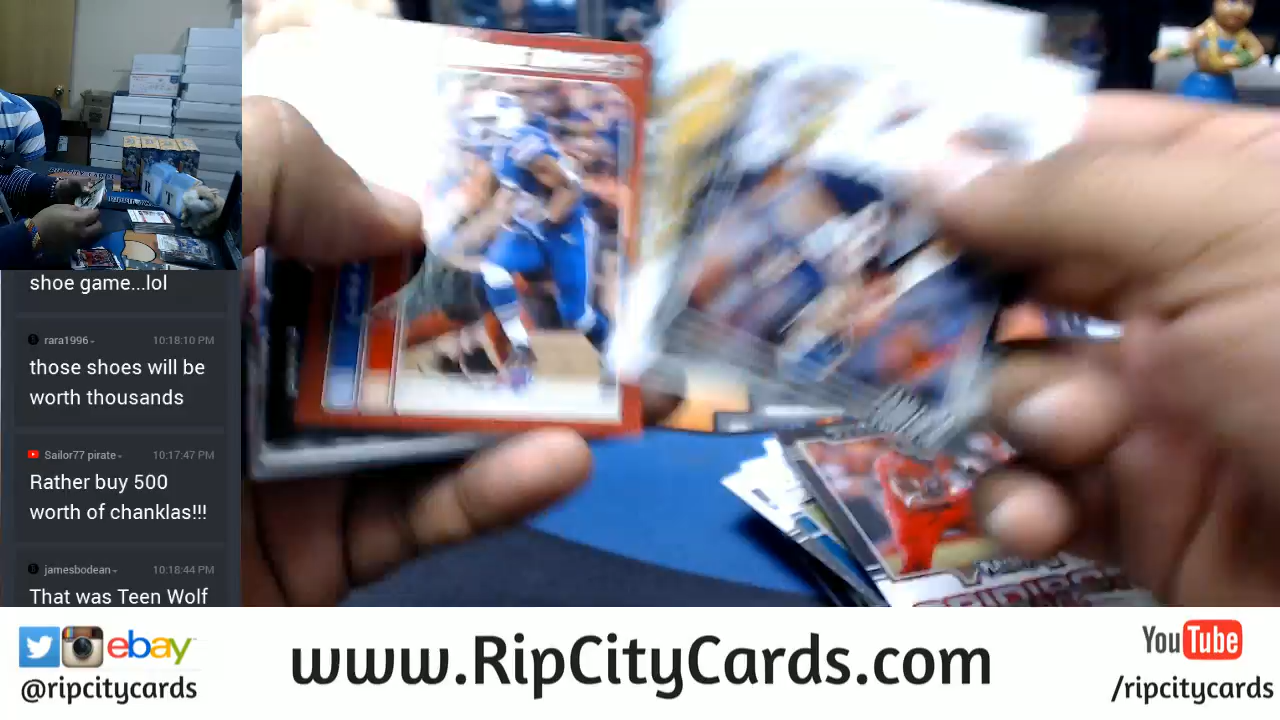 shoe game...lol
rara1996
10:18:10 PM
those shoes will be
worth thousands
Sailor77 pirate
10:17:47 PM
Rather buy 500
worth of chanklas!!!
jamesbodean
10:18:44 PM
That was Teen Wolf
ebay
@ripcitycards
www.RipCityCards.com
YouTube
/ripcitycards